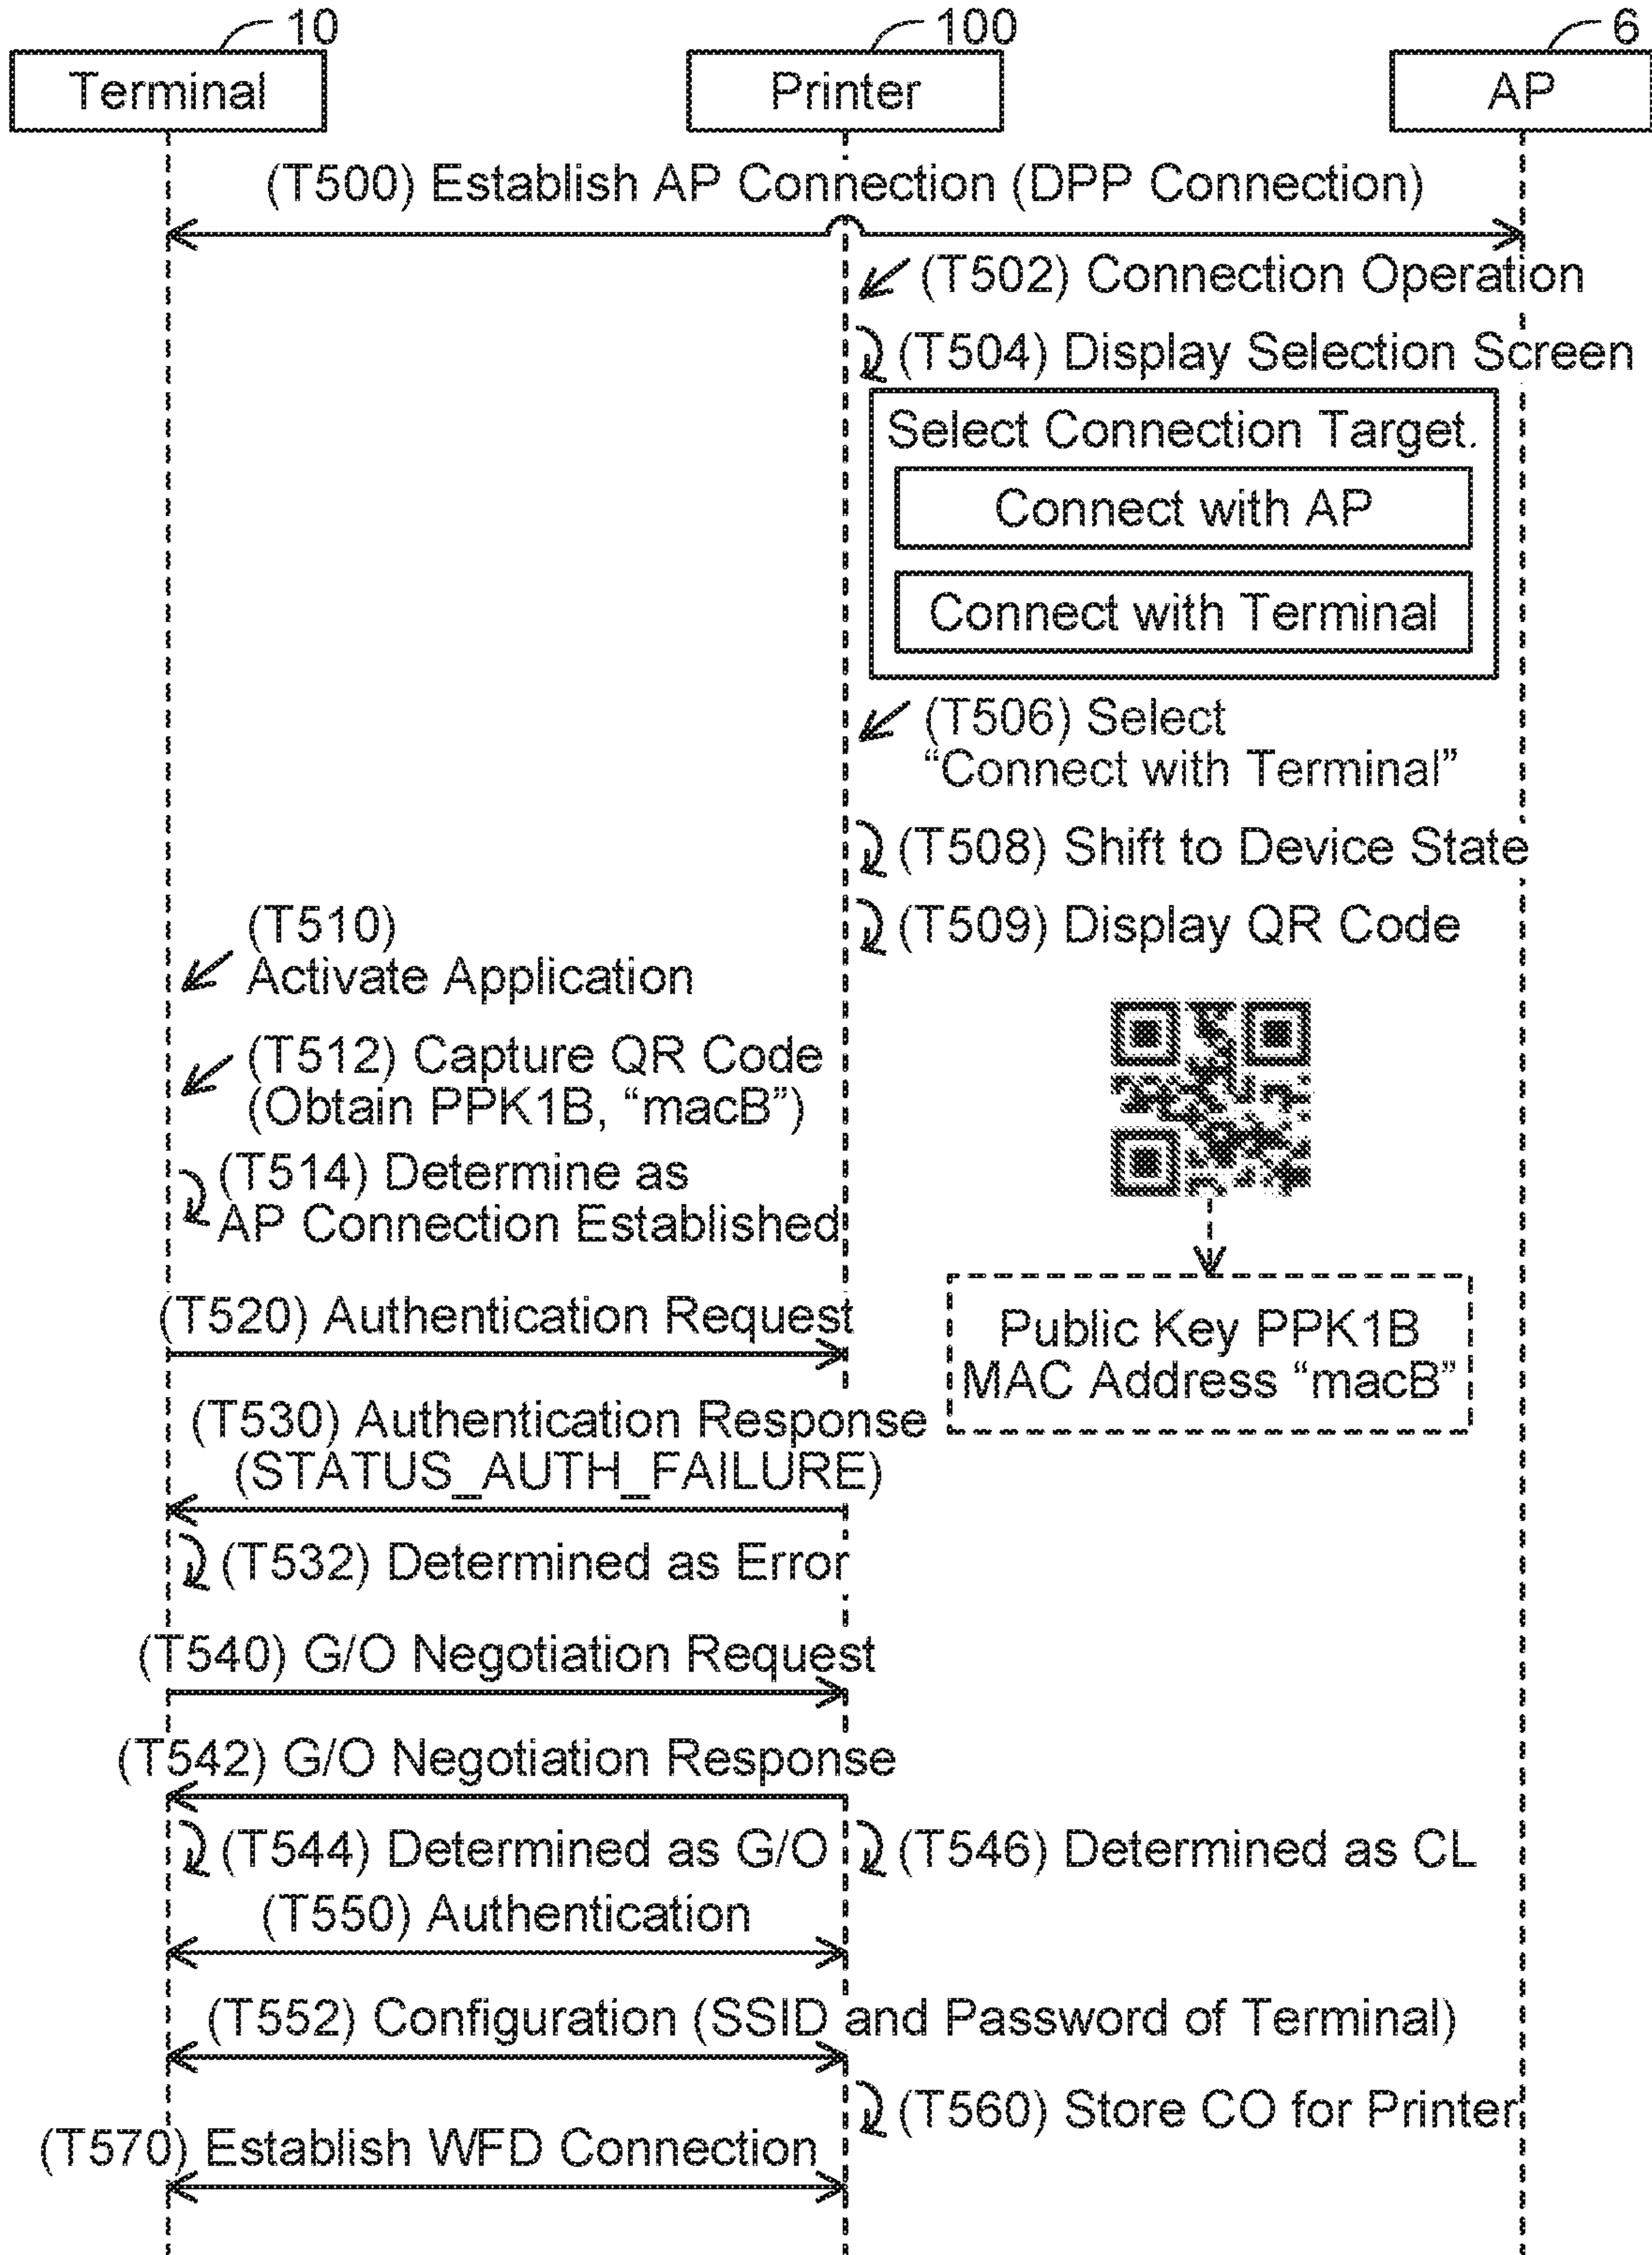 10
100
6
Terminal
Printer
AP
(T500) Establish AP Connection (DPP Connection)
(T502) Connection Operation
(T504) Display Selection Screen
Select Connection Target.
Connect with AP
Connect with Terminal
(T506) Select
“Connect with Terminal”
(T508) Shift to Device State
(T509) Display QR Code
(T510)
Activate Application
(T512) Capture QR Code
(Obtain PPK1B, “macB”)
(T514) Determine as
AP Connection Established
(T520) Authentication Request
Public Key PPK1B
MAC Address “macB”
(T530) Authentication Response
(STATUS_AUTH_FAILURE)
(T532) Determined as Error
(T540) G/O Negotiation Request
(T542) G/O Negotiation Response
(T544) Determined as G/O
(T546) Determined as CL
(T550) Authentication
(T552) Configuration (SSID and Password of Terminal)
(T560) Store CO for Printer
(T570) Establish WFD Connection